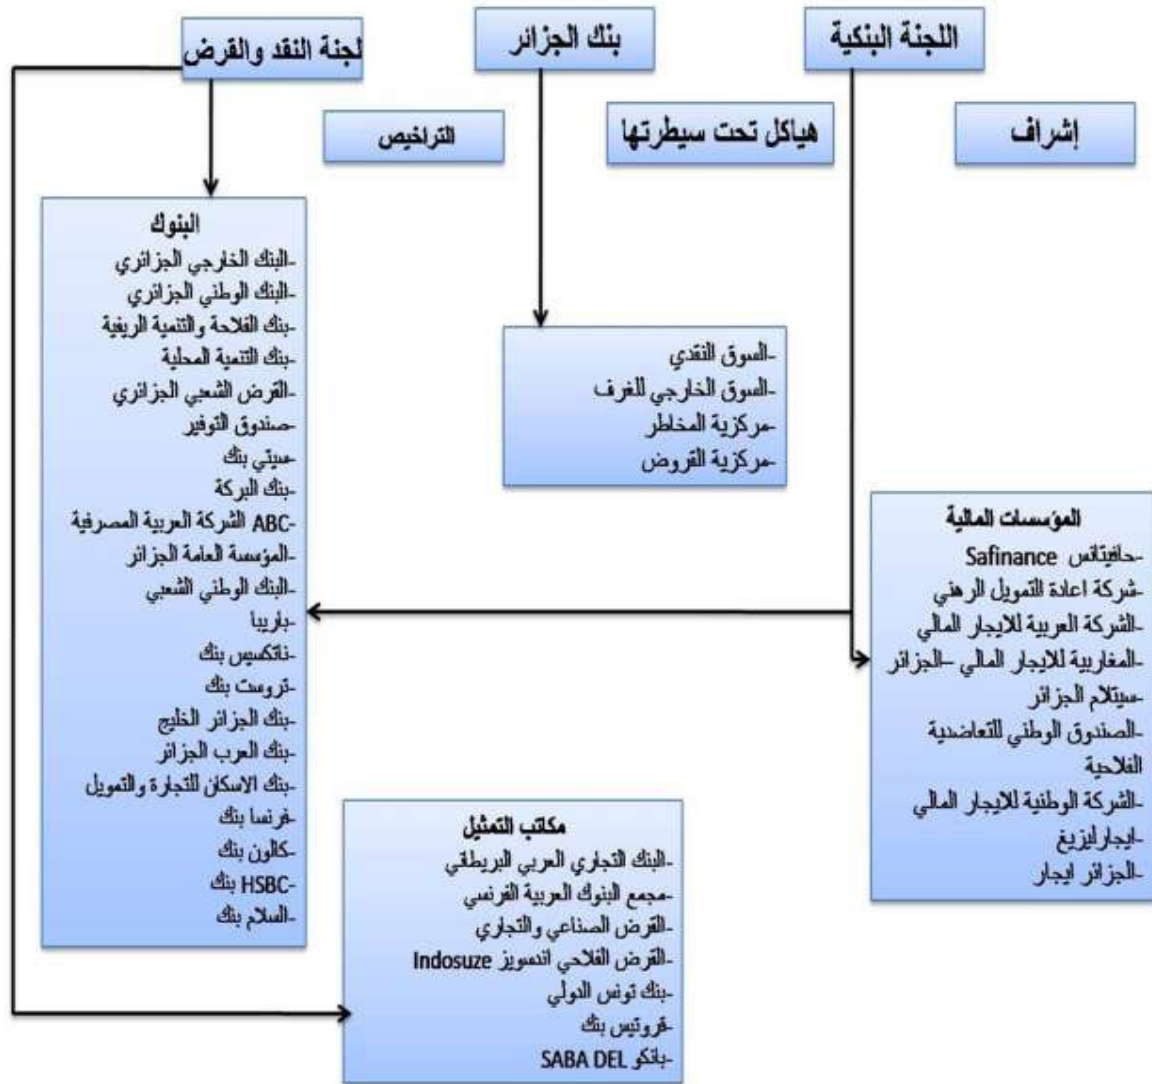 اللجنة البنكية
بنك الجزائر
لجنة النقد والقرض
إشراف
هياكل تحت سيطرتها
التراخيص
البنوك
-البنك الخارجي الجزائري
-البنك الوطني الجزائري
-بنك الفلاحة والتنمية الريفية
-بنك التنمية المحلية
-القرض الشعبي الجزائري
-صندوق التوفير
-سيتي بنك
-بنك البركة
-ABC الشركة العربية المصرفية
-المؤسسة العامة الجزائر
-البنك الوطني الشعبي
-باريبا
-ناتكسيس بنك
-تروست بنك
-بنك الجزائر الخليج
-بنك العرب الجزائر
-بنك الاسكان للتجارة والتمويل
-فرنسا بنك
-كالون بنك
-HSBC بنك
-السلام بنك
-السوق النقدي
-السوق الخارجي للغرف
-مركزية المخاطر
-مركزية القروض
المؤسسات المالية
Safinance
-شركة اعادة التمويل الرهني
-الشركة العربية للايجار المالي
-المغاربية للايجار المالي –الجزائر
-سيتلام الجزائر
-الصندوق الوطني للتعاضدية
الفلاحية
-الشركة الوطنية للايجار المالي
-ايجارليزيغ
-الجزائر ايجار
مكاتب التمثيل
-البنك التجاري العربي البريطاني
-مجمع البنوك العربية الفرنسي
-القرض الصناعي والتجاري
-القرض الفلاحي اندسويز Indosuze
-بنك تونس الدولي
-فروتيس بنك
-بانكو SABA DEL